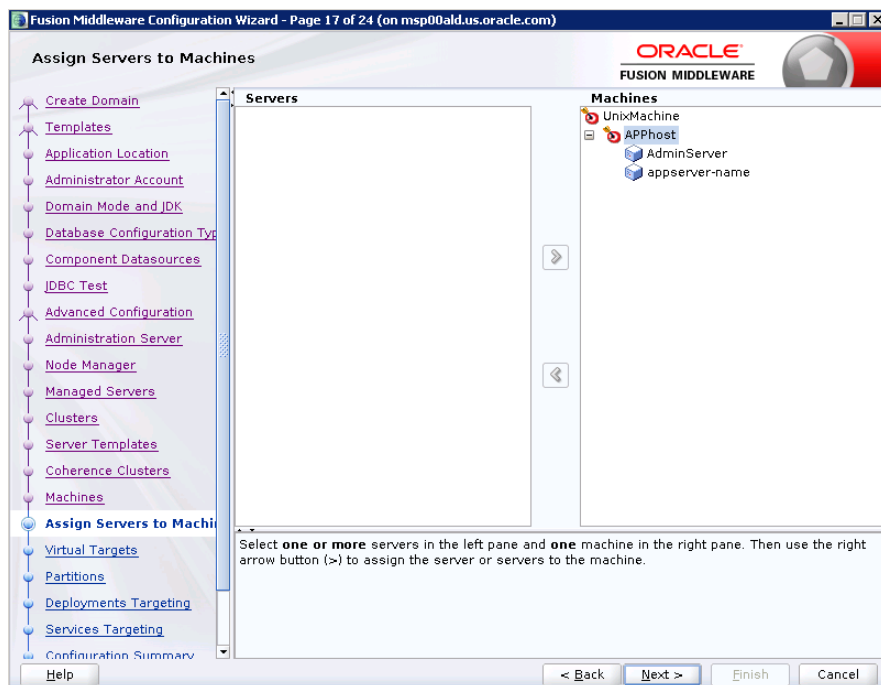 Fusion Middleware Configuration Wizard - Page 17 of 24 (on msp00ald.us.oracle.com)
Assign Servers to Machines
ORACLE
FUSION MIDDLEWARE
Create Domain
Templates
Application Location
Administrator Account
Domain Mode and JDK
Database Configuration Typ
Component Datasources
JDBC Test
Advanced Configuration
Administration Server
Node Manager
Managed Servers
Clusters
Server Templates
Coherence Clusters
Machines
Assign Servers to Machi
Virtual Targets
Partitions
Deployments Targeting
Services Targeting
Configuration Summary
Servers
Machines
UnixMachine
APPhost
AdminServer
appserver-name
Select one or more servers in the left pane and one machine in the right pane. Then use the right
arrow button (>) to assign the server or servers to the machine.
Help
< Back
Next >
Finish
Cancel